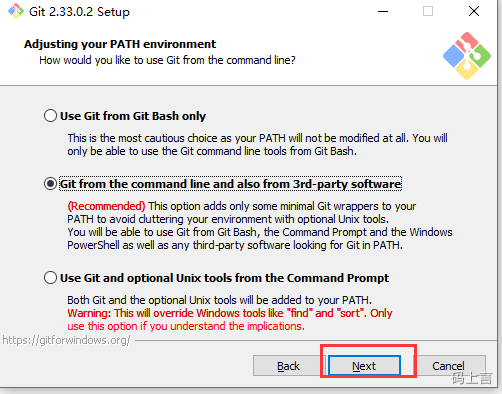 Git 2.33.0.2 Setup
Adjusting your PATH environment
How would you like to use Git from the command line?
Use Git from Git Bash only
This is the most cautious choice as your PATH will not be modified at all. You will
only be able to use the Git command line tools from Git Bash.
Git from the command line and also from 3rd-party software
(Recommended) This option adds only some minimal Git wrappers to your
PATH to avoid cluttering your environment with optional Unix tools.
You will be able to use Git from Git Bash, the Command Prompt and the Windows
PowerShell as well as any third-party software looking for Git in PATH.
Use Git and optional Unix tools from the Command Prompt
Both Git and the optional Unix tools will be added to your PATH.
Warning: This will override Windows tools like "find" and "sort". Only
use this option if you understand the implications.
https://gitforwindows.org/
Back Next Cancel
码上言